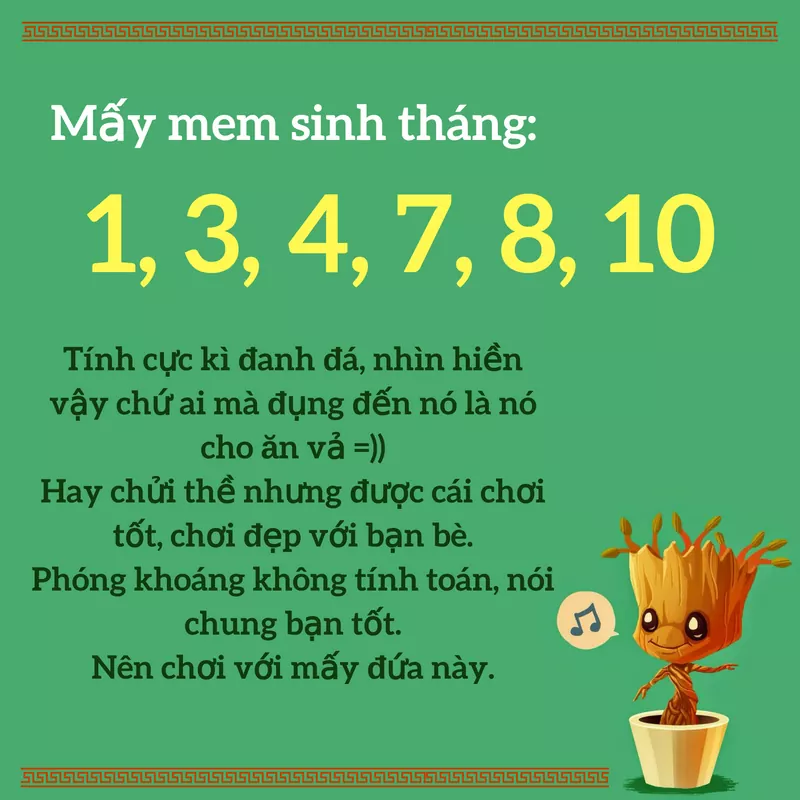 Mấy mem sinh tháng:
1, 3, 4, 7, 8, 10
Tính cực kì đanh đá, nhìn hiền
vậy chứ ai mà đụng đến nó là nó
cho ăn vả =))
Hay chửi thề nhưng được cái chơi
tốt, chơi đẹp với bạn bè.
Phóng khoáng không tính toán, nói
chung bạn tốt.
Nên chơi với mấy đứa này.